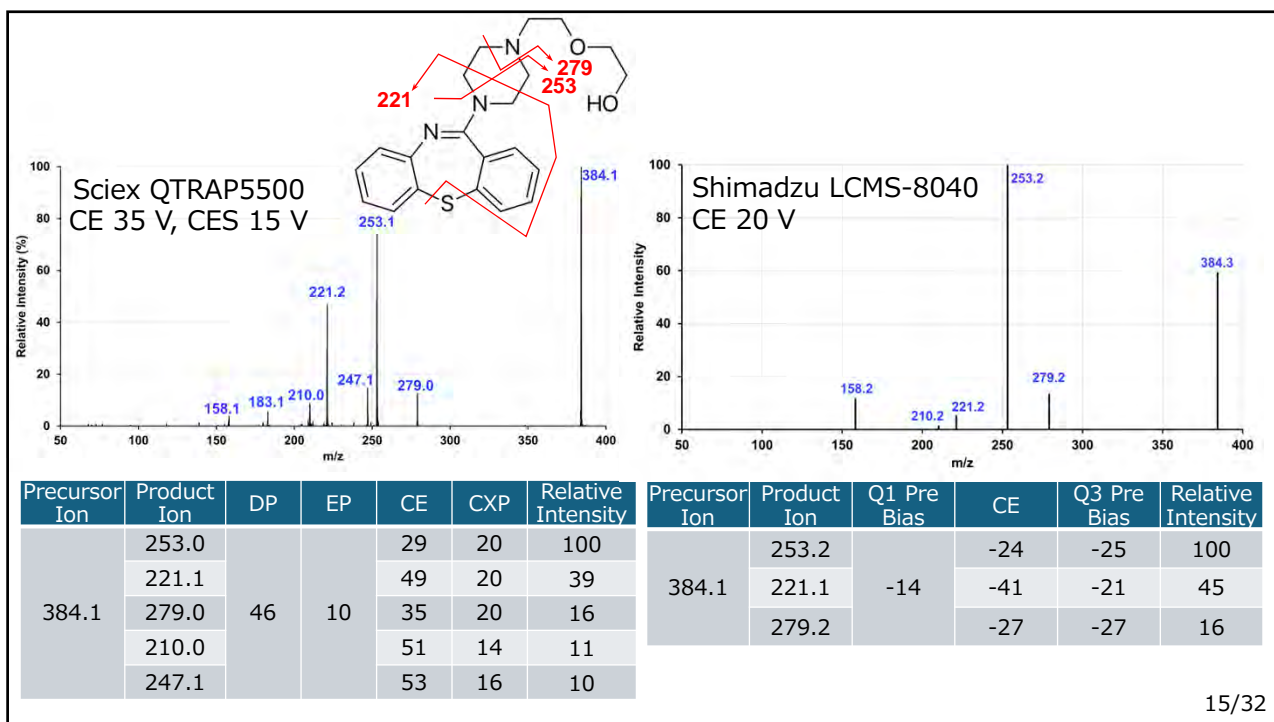 N
O
HO
279
253
221
N
N
S
Sciex QTRAP5500
CE 35 V, CES 15 V
Relative Intensity (%)
100
80
60
40
20
0
384.1
253.1
221.2
247.1
279.0
210.0
183.1
158.1
50 100 150 200 250 300 350 400
m/z
Shimadzu LCMS-8040
CE 20 V
Relative Intensity
100
80
60
40
20
0
253.2
384.3
279.2
158.2
221.2
210.2
50 100 150 200 250 300 350 400
m/z
Precursor Ion Product Ion DP EP CE CXP Relative Intensity
384.1 46 10
253.0 29 20 100
221.1 49 20 39
279.0 35 20 16
210.0 51 14 11
247.1 53 16 10
Precursor Ion Product Ion Q1 Pre Bias CE Q3 Pre Bias Relative Intensity
384.1 -14
253.2 -24 -25 100
221.1 -41 -21 45
279.2 -27 -27 16
15/32